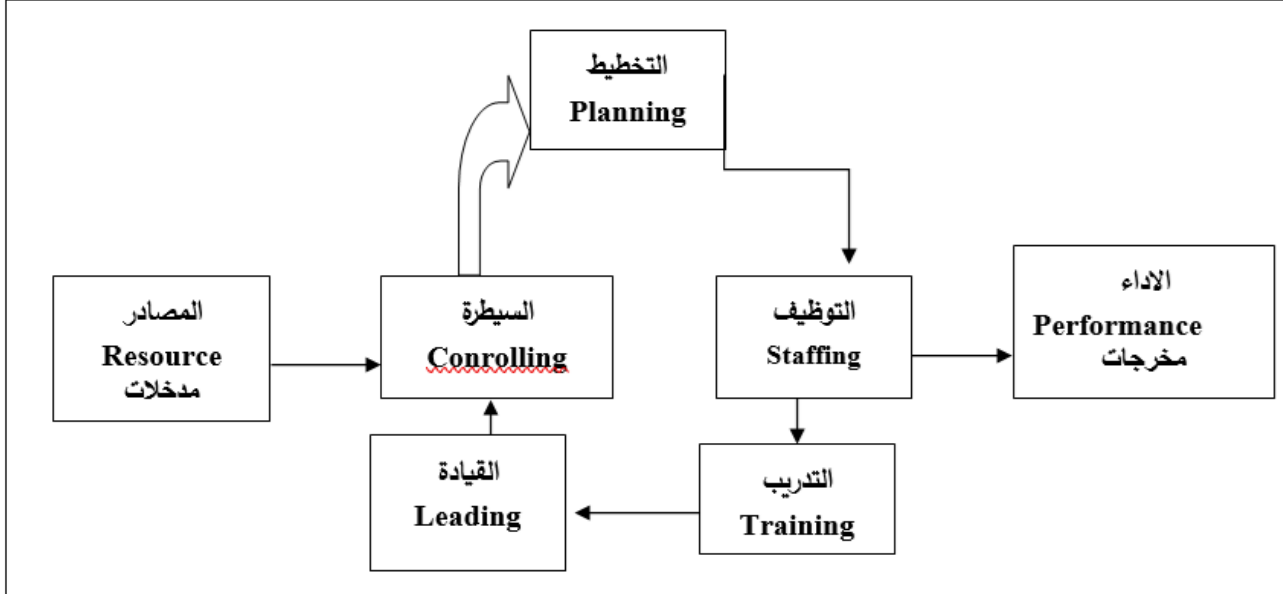 التخطيط
Planning
المصادر
Resource
مدخلات
السيطرة
Conrolling
التوظيف
Staffing
الاداء
Performance
مخرجات
القيادة
Leading
التدريب
Training